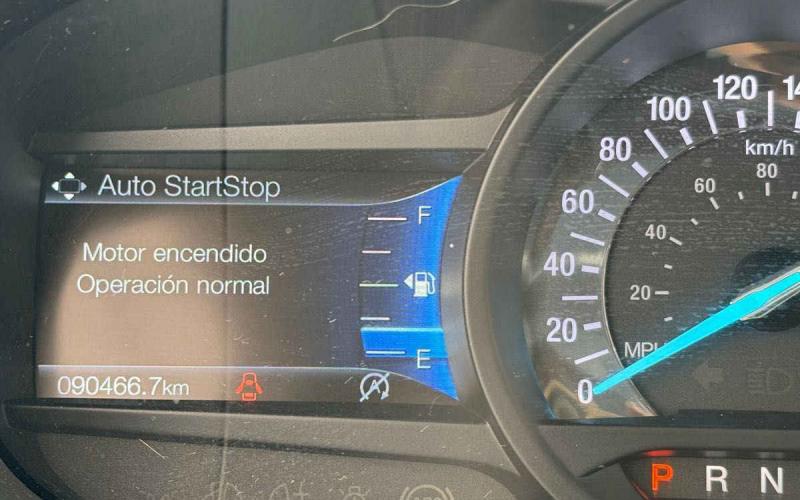 Auto StartStop
Motor encendido
Operación normal
F
E
090466.7km
A
0
20
40
60
80
100
120
km/h
20
40
60
80
MPH
P R N